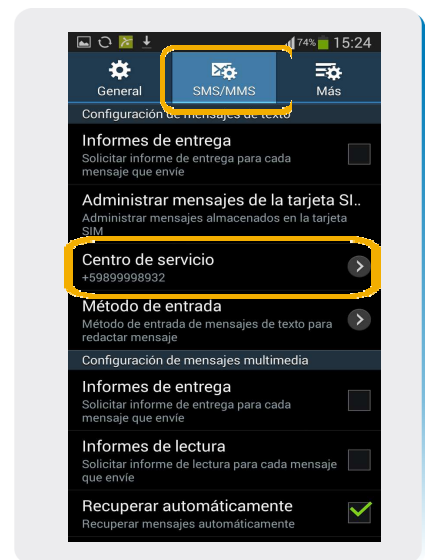 74% 15:24
General SMS/MMS Más
Configuración de mensajes de texto
Informes de entrega
Solicitar informe de entrega para cada
mensaje que envíe
Administrar mensajes de la tarjeta SI..
Administrar mensajes almacenados en la tarjeta
SIM
Centro de servicio
+59899998932
Método de entrada
Método de entrada de mensajes de texto para
redactar mensaje
Configuración de mensajes multimedia
Informes de entrega
Solicitar informe de entrega para cada
mensaje que envíe
Informes de lectura
Solicitar informe de lectura para cada mensaje
que envíe
Recuperar automáticamente
Recuperar mensajes automáticamente